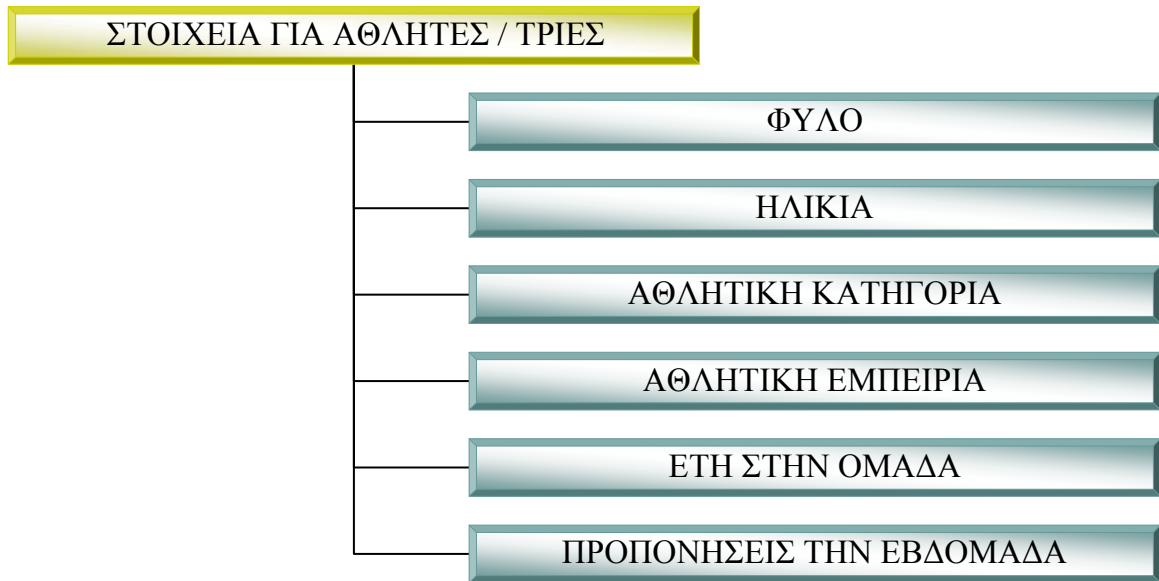 ΣΤΟΙΧΕΙΑ ΓΙΑ ΑΘΛΗΤΕΣ / ΤΡΙΕΣ
ΦΥΛΟ
ΗΛΙΚΙΑ
ΑΘΛΗΤΙΚΗ ΚΑΤΗΓΟΡΙΑ
ΑΘΛΗΤΙΚΗ ΕΜΠΕΙΡΙΑ
ΕΤΗ ΣΤΗΝ ΟΜΑΔΑ
ΠΡΟΠΟΝΗΣΕΙΣ ΤΗΝ ΕΒΔΟΜΑΔΑ